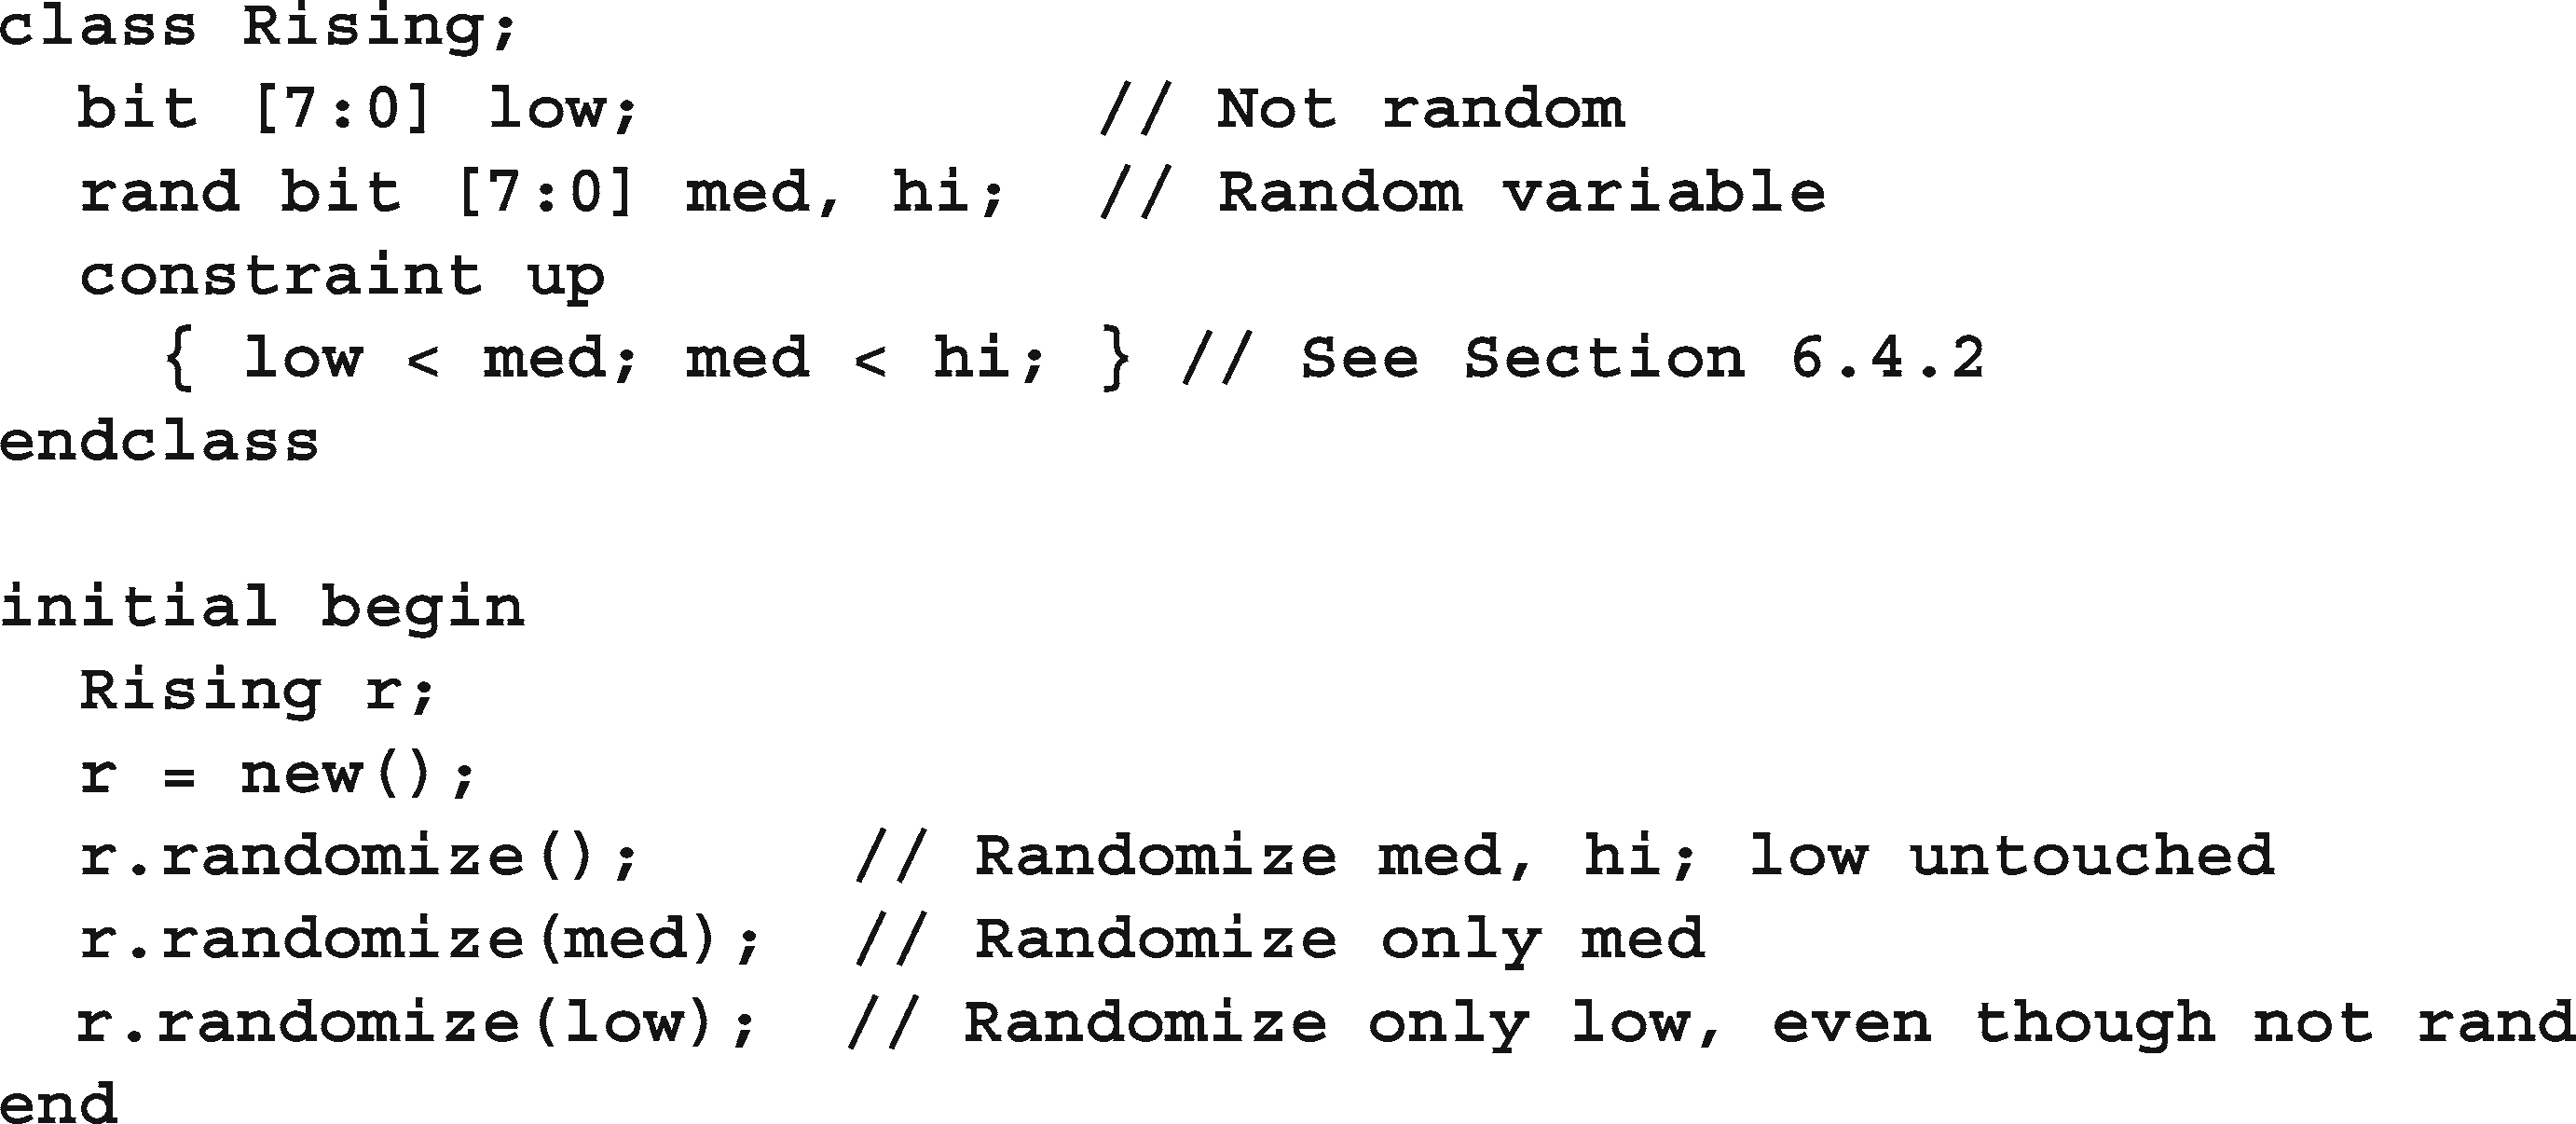 class Rising;
  bit [7:0] low;            // Not random
  rand bit [7:0] med, hi;   // Random variable
  constraint up
    { low < med; med < hi; } // See Section 6.4.2
endclass

initial begin
  Rising r;
  r = new();
  r.randomize();      // Randomize med, hi; low untouched
  r.randomize(med);   // Randomize only med
  r.randomize(low);   // Randomize only low, even though not rand
end